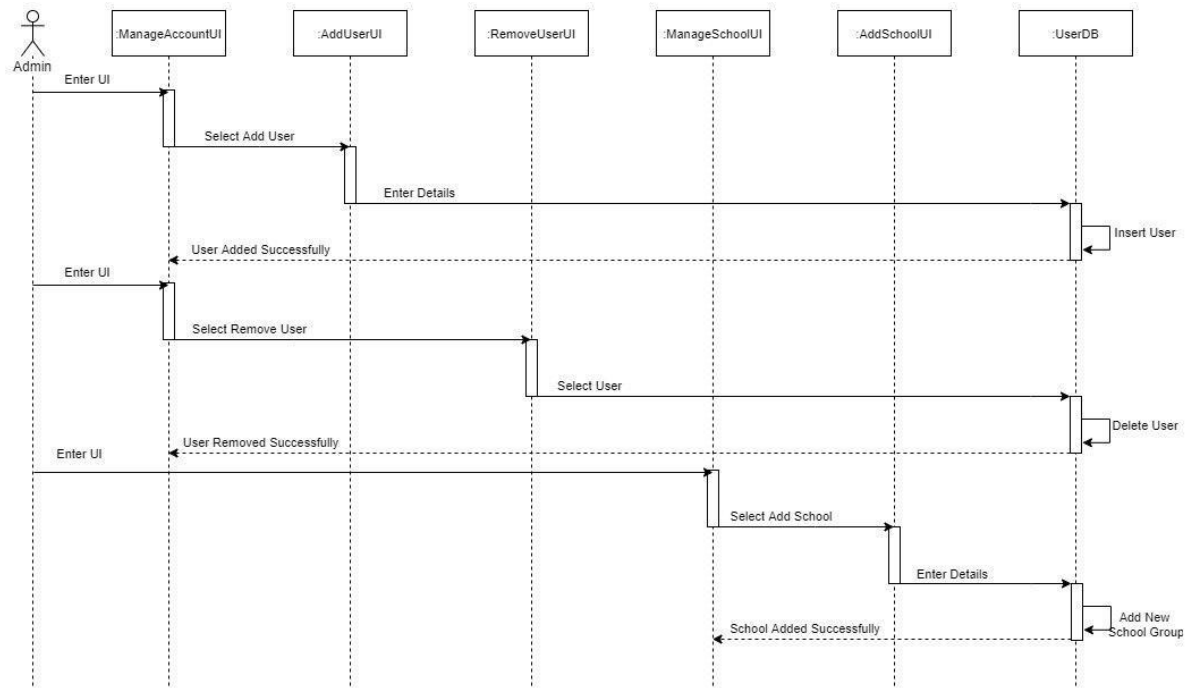 :ManageAccountUI
:AddUserUI
:RemoveUserUI
:ManageSchoolUI
:AddSchoolUI
:UserDB
Admin
Enter UI
Select Add User
Enter Details
Insert User
User Added Successfully
Enter UI
Select Remove User
Select User
Delete User
User Removed Successfully
Enter UI
Select Add School
Enter Details
Add New
School Group
School Added Successfully